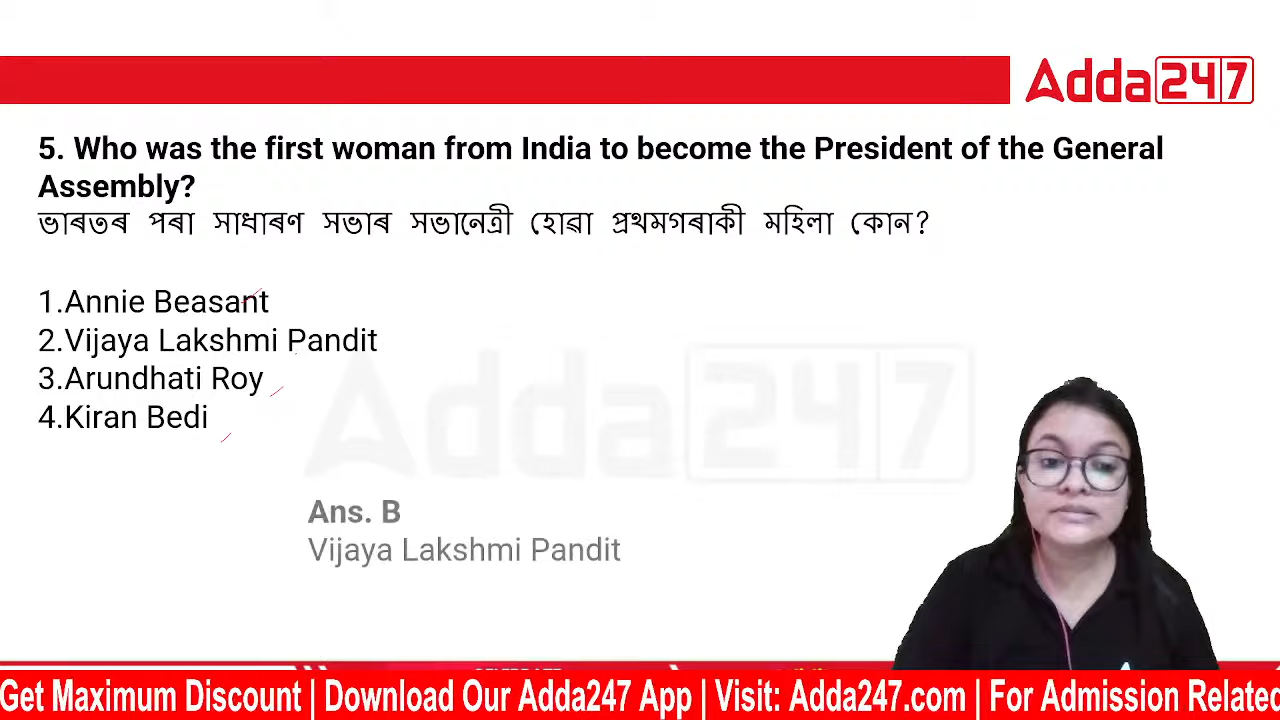 Adda247
5. Who was the first woman from India to become the President of the General
Assembly?
ভাৰতৰ পৰা সাধাৰণ সভাৰ সভানেত্ৰী হোৱা প্ৰথমগৰাকী মহিলা কোন?
1.Annie Beasant
2.Vijaya Lakshmi Pandit
3.Arundhati Roy
4.Kiran Bedi
Adda247
Ans. B
Vijaya Lakshmi Pandit
Get Maximum Discount | Download Our Adda247 App | Visit: Adda247.com | For Admission Related